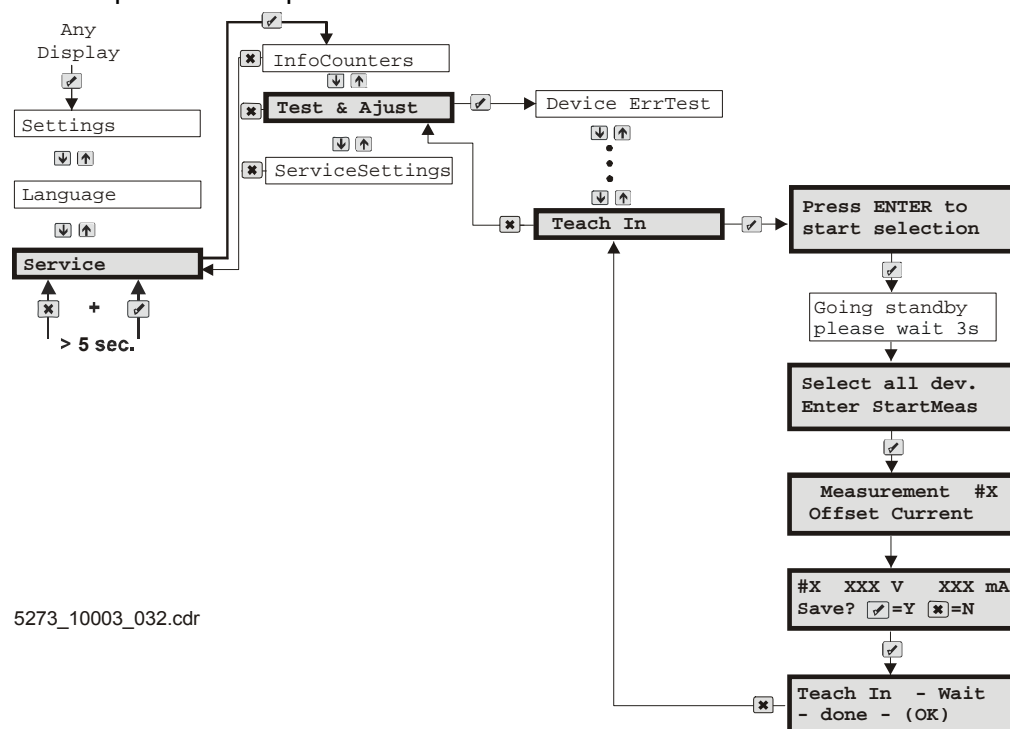 Any
Display
Settings
Language
Service
+
> 5 sec.
InfoCounters
Test & Ajust
ServiceSettings
Device ErrTest
Teach In
Press ENTER to
start selection
Going standby
please wait 3s
Select all dev.
Enter StartMeas
Measurement #X
Offset Current
#X XXX V XXX mA
Save? ✓=Y ✖=N
Teach In - Wait
- done - (OK)
5273_10003_032.cdr